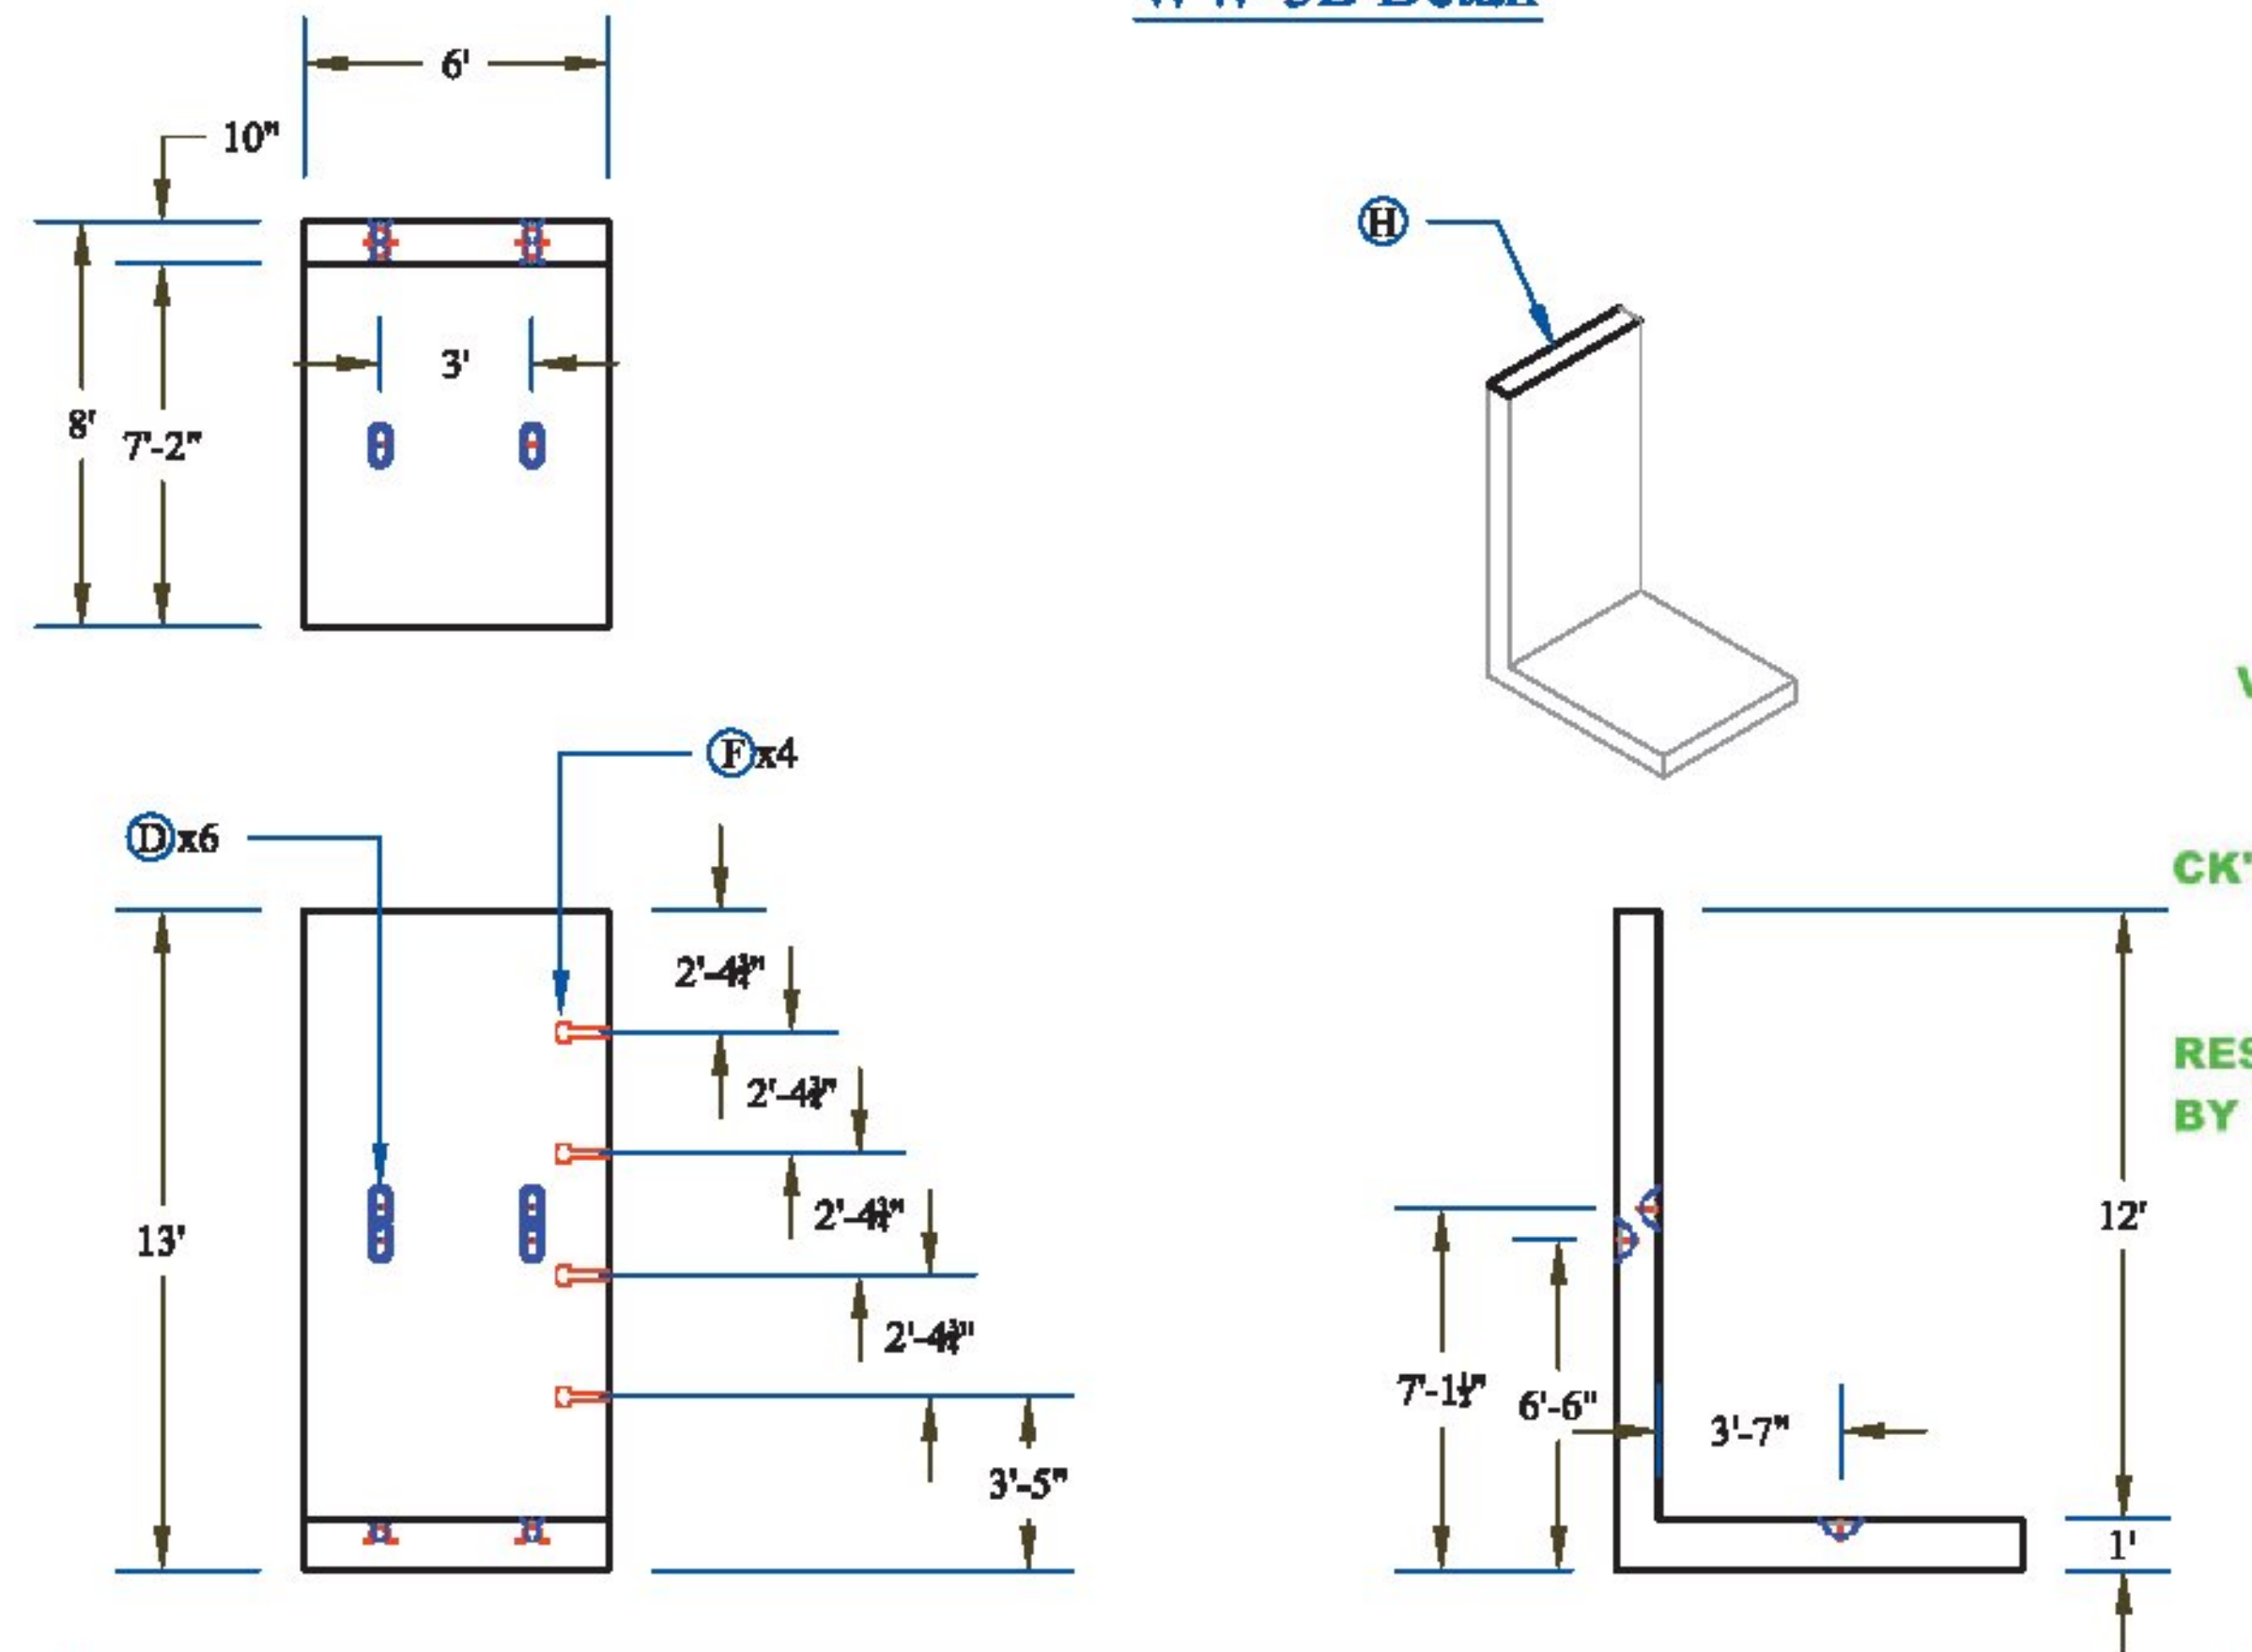 6'
10"
H
8'
7'-2"
3'
F x4
D x6
CK'
2'-4¾"
RES
2'-4¾"
BY
13'
2'-4¾"
12'
2'-4¾"
7'-1½"
6'-6"
3'-7"
3'-5"
1'